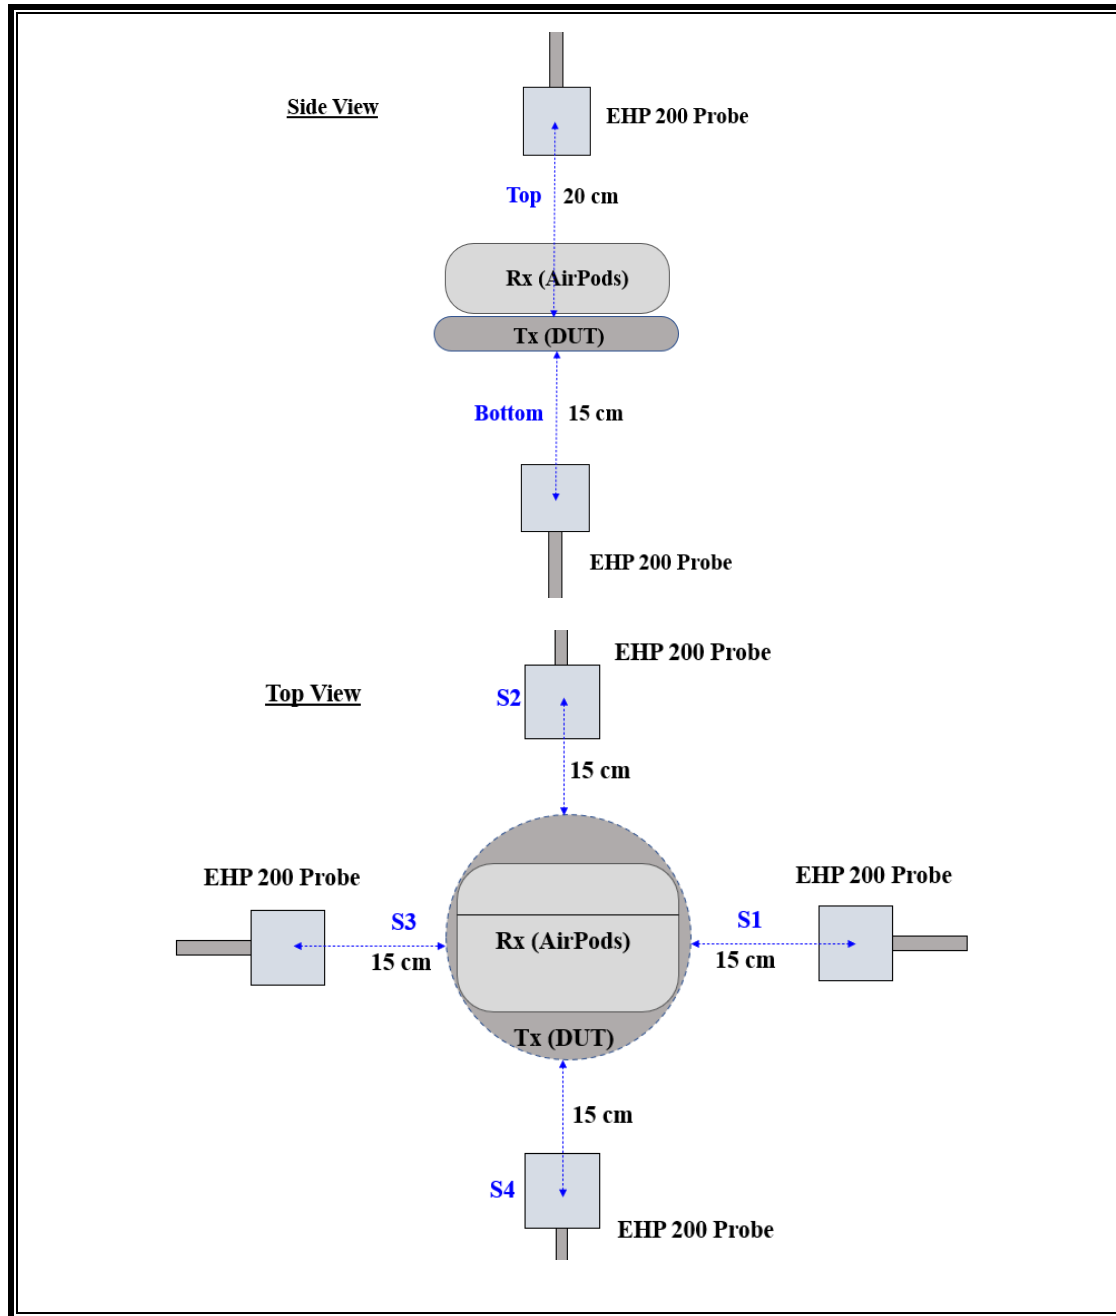 Side View
EHP 200 Probe
Top 20 cm
Rx (AirPods)
Tx (DUT)
Bottom 15 cm
EHP 200 Probe
EHP 200 Probe
Top View
S2
15 cm
EHP 200 Probe
EHP 200 Probe
S3
S1
Rx (AirPods)
15 cm
15 cm
Tx (DUT)
15 cm
S4
EHP 200 Probe